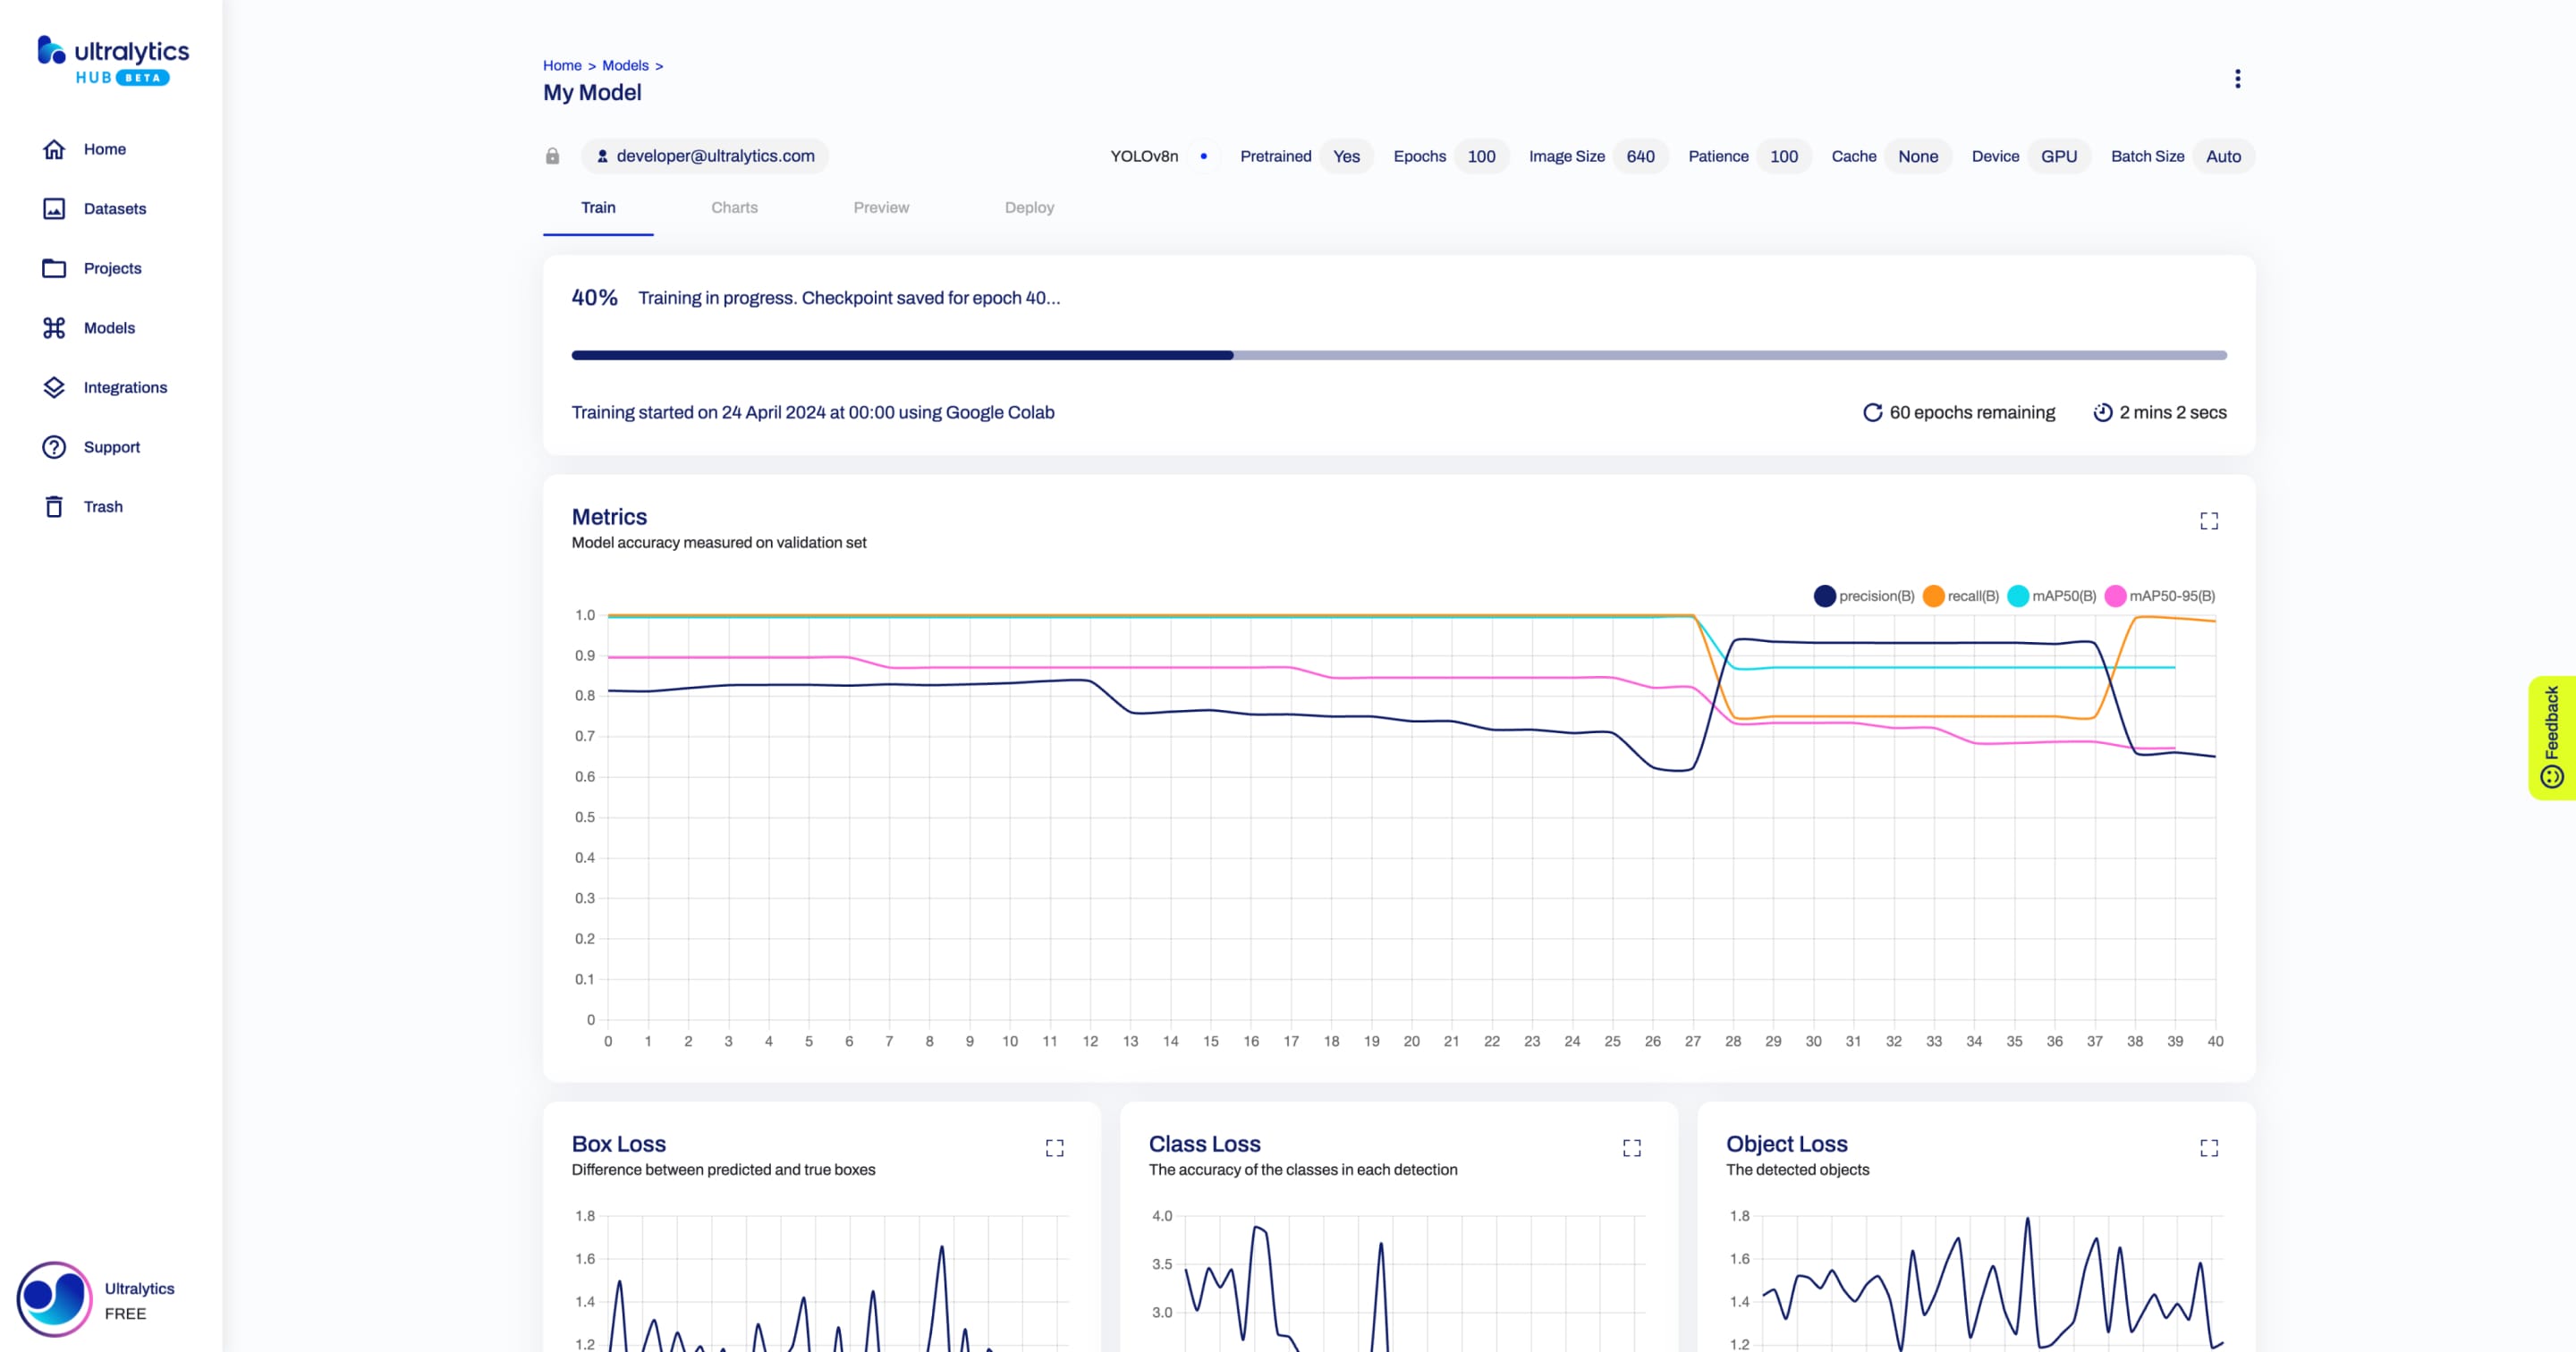 ultralytics
HUB BETA
Home
Datasets
Projects
Models
Integrations
Support
Trash
Ultralytics
FREE
Home > Models >
My Model
developer@ultralytics.com
YOLOv8n Pretrained Yes Epochs 100 Image Size 640 Patience 100 Cache None Device GPU Batch Size Auto
Train Charts Preview Deploy
40% Training in progress. Checkpoint saved for epoch 40...
Training started on 24 April 2024 at 00:00 using Google Colab 60 epochs remaining 2 mins 2 secs
Metrics
Model accuracy measured on validation set
precision(B) recall(B) mAP50(B) mAP50-95(B)
1.0
0.9
0.8
0.7
0.6
0.5
0.4
0.3
0.2
0.1
0
0 1 2 3 4 5 6 7 8 9 10 11 12 13 14 15 16 17 18 19 20 21 22 23 24 25 26 27 28 29 30 31 32 33 34 35 36 37 38 39 40
Box Loss
Difference between predicted and true boxes
1.8
1.6
1.4
1.2
Class Loss
The accuracy of the classes in each detection
4.0
3.5
3.0
Object Loss
The detected objects
1.8
1.6
1.4
1.2
Feedback